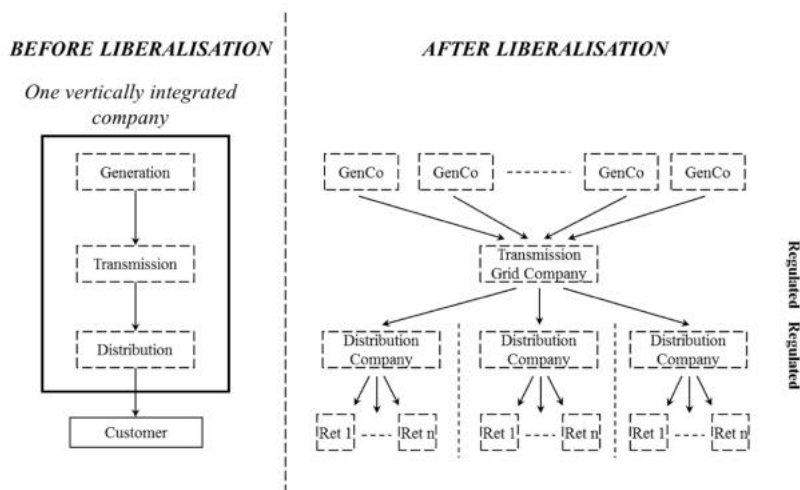 BEFORE LIBERALISATION
One vertically integrated
company
Generation
Transmission
Distribution
Customer
AFTER LIBERALISATION
GenCo
GenCo
GenCo
GenCo
Transmission
Grid Company
Distribution
Company
Distribution
Company
Distribution
Company
Ret 1
Ret n
Ret 1
Ret n
Ret 1
Ret n
Regulated
Regulated